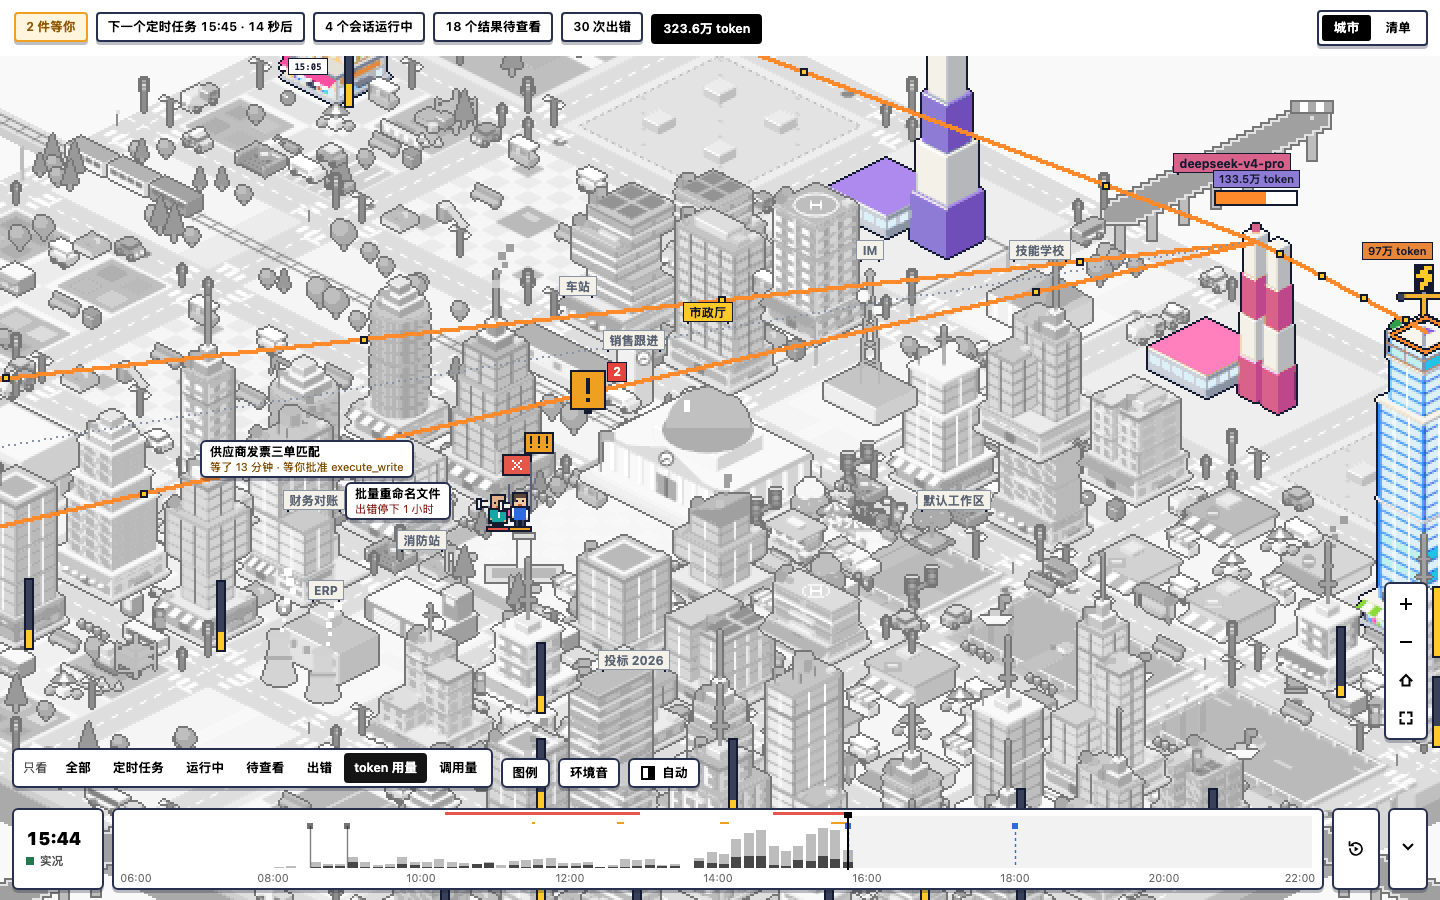 2 件等你
下一个定时任务 15:45 · 14 秒后
4 个会话运行中
18 个结果待查看
30 次出错
323.6万 token
城市
清单
15:05
deepseek-v4-pro
133.5万 token
97万 token
IM
技能学校
车站
市政厅
销售跟进
2
供应商发票三单匹配
等了 13 分钟 · 等你批准 execute_write
财务对账
批量重命名文件
出错停下 1 小时
消防站
默认工作区
ERP
投标 2026
只看
全部
定时任务
运行中
待查看
出错
token 用量
调用量
图例
环境音
自动
15:44
实况
06:00
08:00
10:00
12:00
14:00
16:00
18:00
20:00
22:00